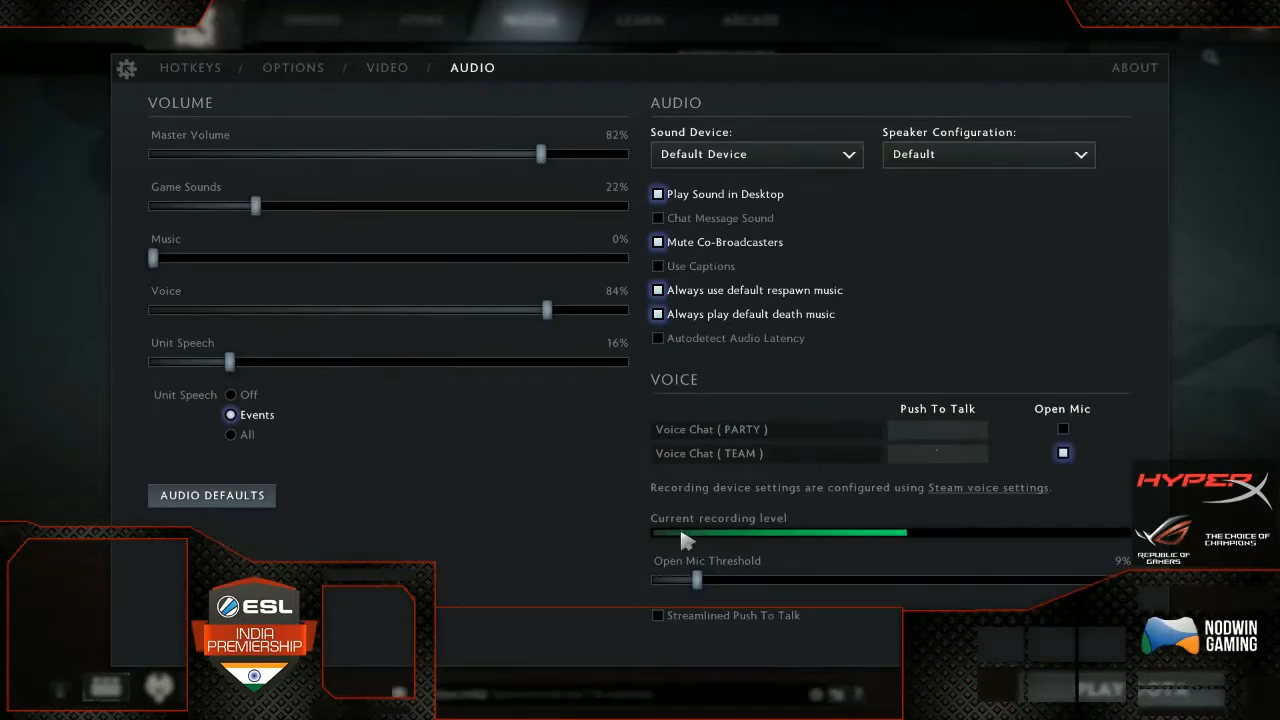 HOTKEYS / OPTIONS / VIDEO / AUDIO
ABOUT
VOLUME
Master Volume 82%
Game Sounds 22%
Music 0%
Voice 84%
Unit Speech 16%
Unit Speech Off
Events
All
AUDIO DEFAULTS
AUDIO
Sound Device: Speaker Configuration:
Default Device Default
Play Sound in Desktop
Chat Message Sound
Mute Co-Broadcasters
Use Captions
Always use default respawn music
Always play default death music
Autodetect Audio Latency
VOICE
Push To Talk Open Mic
Voice Chat ( PARTY )
Voice Chat ( TEAM )
Recording device settings are configured using Steam voice settings.
Current recording level
Open Mic Threshold 9%
Streamlined Push To Talk
HYPERX
REPUBLIC OF
GAMERS
THE CHOICE OF
CHAMPIONS
ESL
INDIA
PREMIERSHIP
NODWIN
GAMING
PLAY